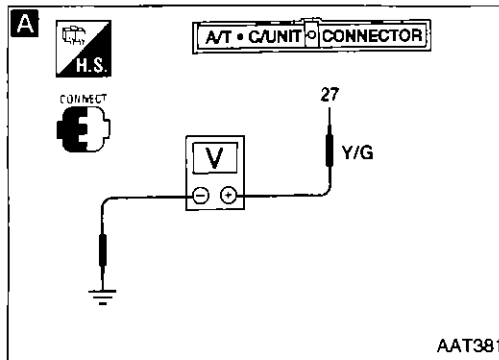 A
H.S.
CONNECT
A/T • C/UNIT CONNECTOR
27
Y/G
V
− +
AAT381